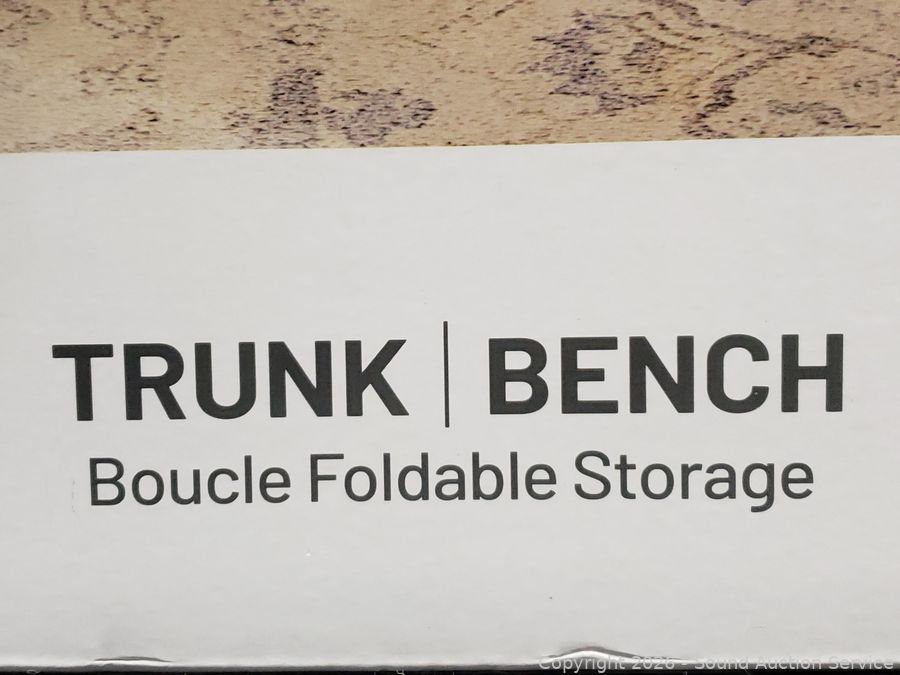 TRUNK | BENCH
Boucle Foldable Storage
Copyright 2026 - Sound Auction Service